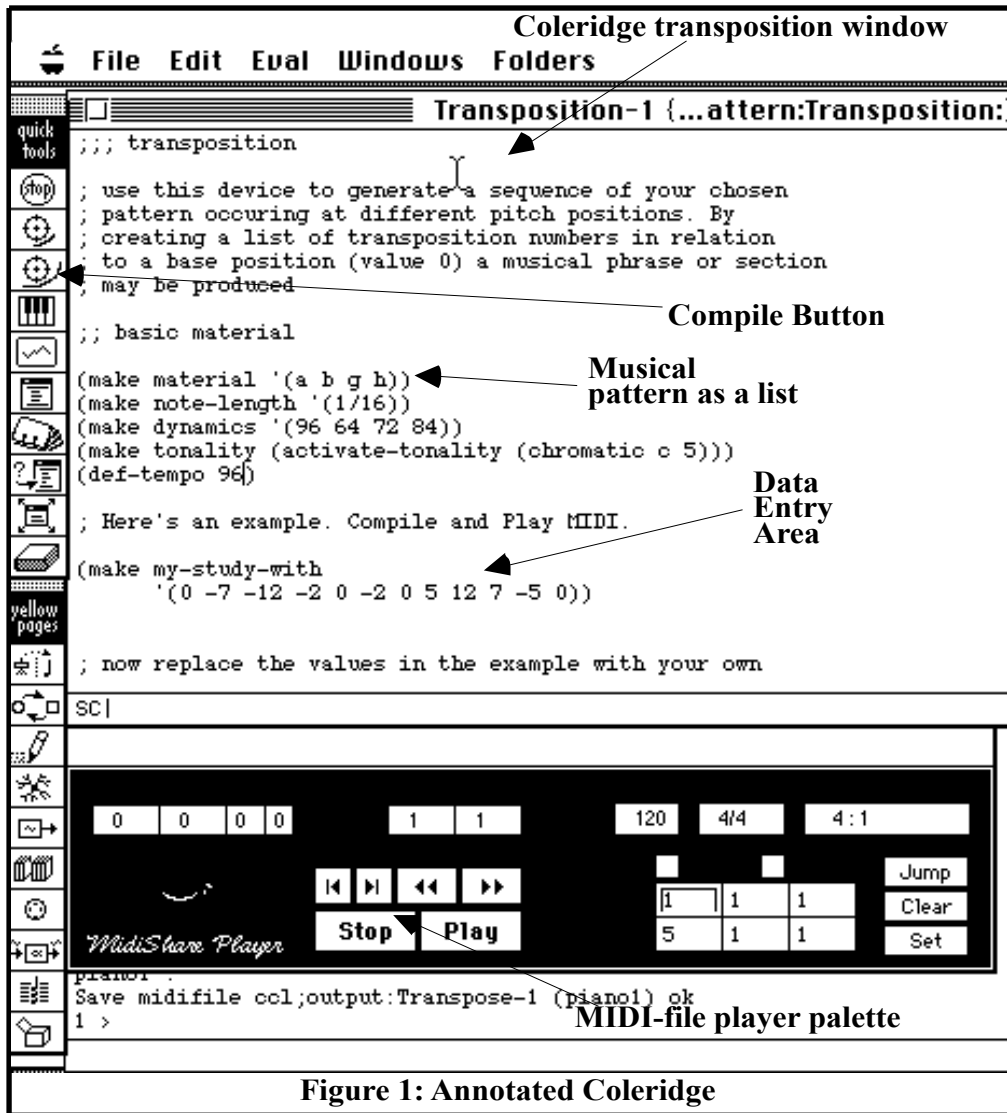 Coleridge transposition window
File Edit Eval Windows Folders
Transposition-1 {...attern:Transposition:}
quick
tools
stop
;;; transposition
; use this device to generate a sequence of your chosen
; pattern occuring at different pitch positions. By
; creating a list of transposition numbers in relation
; to a base position (value 0) a musical phrase or section
; may be produced
Compile Button
;; basic material
Musical
pattern as a list
(make material '(a b g h))
(make note-length '(1/16))
(make dynamics '(96 64 72 84))
(make tonality (activate-tonality (chromatic c 5)))
(def-tempo 96)
Data
Entry
Area
; Here's an example. Compile and Play MIDI.
(make my-study-with
'(0 -7 -12 -2 0 -2 0 5 12 7 -5 0))
yellow
pages
; now replace the values in the example with your own
SC
0 0 0 0 1 1 120 4/4 4:1
Jump
1 1 1 Clear
Stop Play
5 1 1 Set
MidiShare Player
piano1 .
Save midifile ccl;output:Transpose-1 (piano1) ok
1 >
MIDI-file player palette
Figure 1: Annotated Coleridge